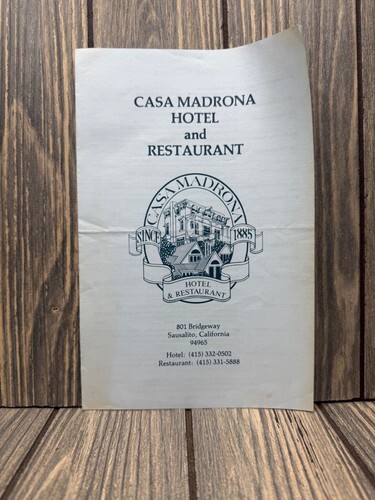 CASA MADRONA
HOTEL
and
RESTAURANT
CASA MADRONA
SINCE 1885
HOTEL
& RESTAURANT
801 Bridgeway
Sausalito, California
94965
Hotel: (415) 332-0502
Restaurant: (415) 331-5888